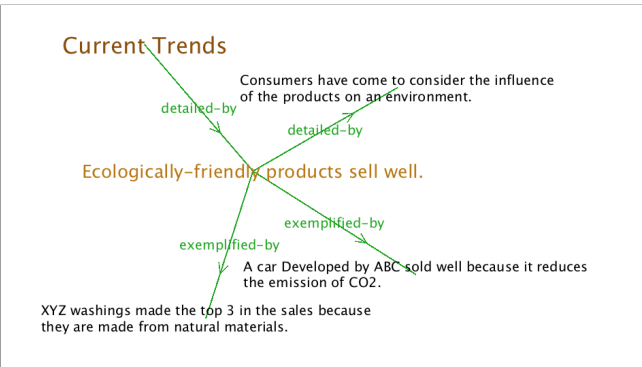 Current Trends
Consumers have come to consider the influence
of the products on an environment.
detailed-by
detailed-by
Ecologically-friendly products sell well.
exemplified-by
exemplified-by
A car Developed by ABC sold well because it reduces
the emission of CO2.
XYZ washings made the top 3 in the sales because
they are made from natural materials.